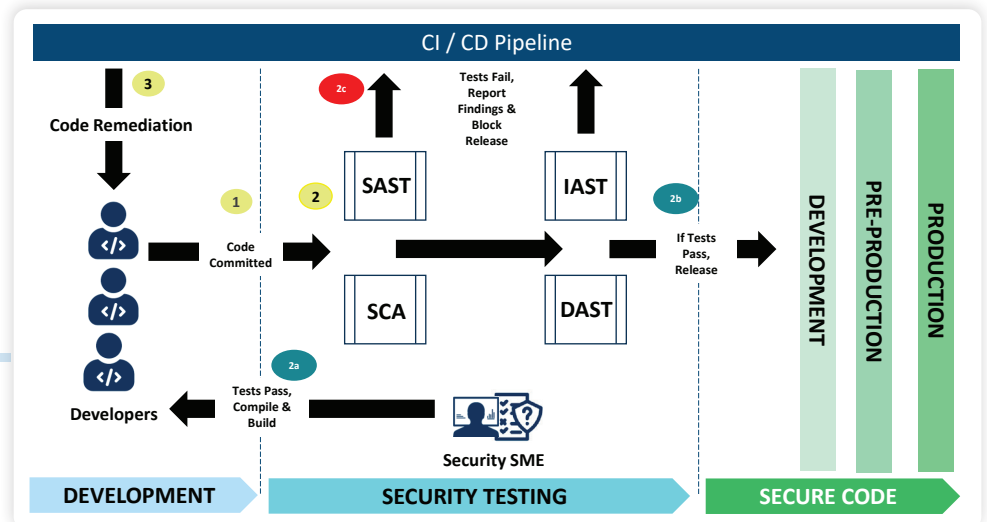 CI / CD Pipeline
3
Code Remediation
2c
Tests Fail,
Report
Findings &
Block
Release
SAST
IAST
1
2
2b
</>
Code
Committed
If Tests
Pass,
Release
</>
SCA
DAST
</>
Developers
2a
Tests Pass,
Compile &
Build
Security SME
DEVELOPMENT
PRE-PRODUCTION
PRODUCTION
DEVELOPMENT
SECURITY TESTING
SECURE CODE